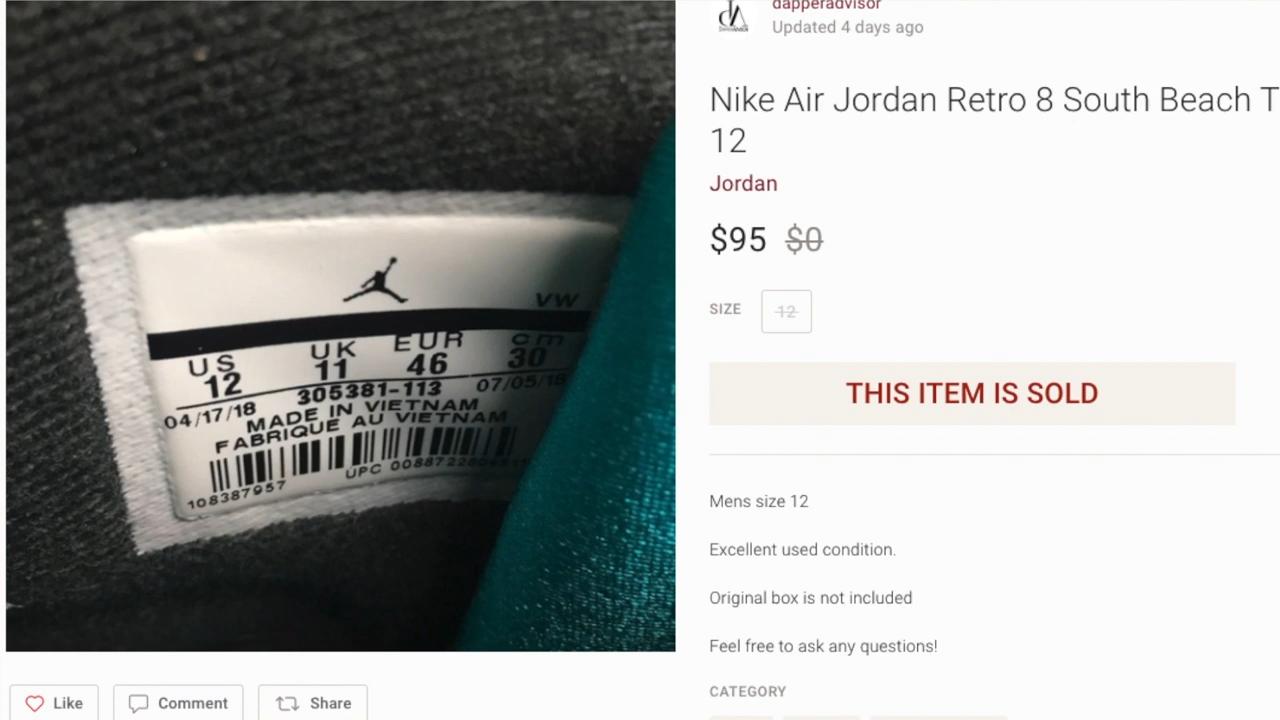 VW
US UK EUR cm
12 11 46 30
04/17/18 305381-113 07/05/18
MADE IN VIETNAM
FABRIQUE AU VIETNAM
108387957 UPC
dapperadvisor
Updated 4 days ago
Nike Air Jordan Retro 8 South Beach T
12
Jordan
$95 $0
SIZE 12
THIS ITEM IS SOLD
Mens size 12
Excellent used condition.
Original box is not included
Feel free to ask any questions!
CATEGORY
Like Comment Share